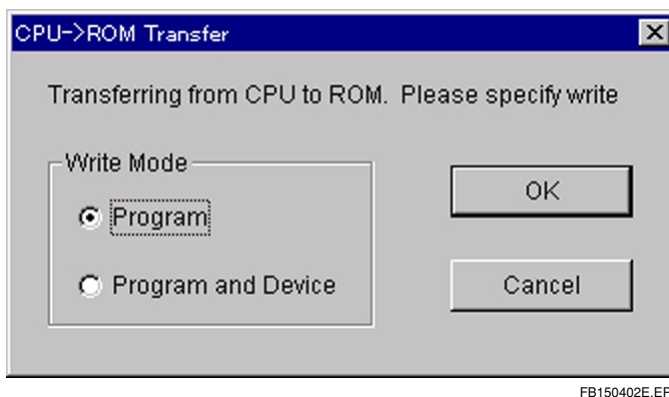 CPU->ROM Transfer
Transferring from CPU to ROM. Please specify write
Write Mode
Program
OK
Program and Device
Cancel
FB150402E.EP